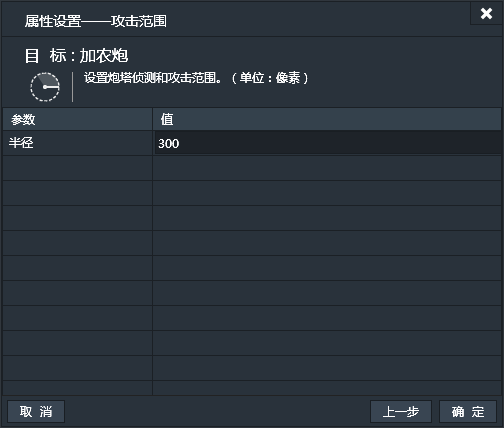 属性设置——攻击范围
目 标：加农炮
设置炮塔侦测和攻击范围。（单位：像素）
参数 值
半径 300
取 消 上一步 确 定